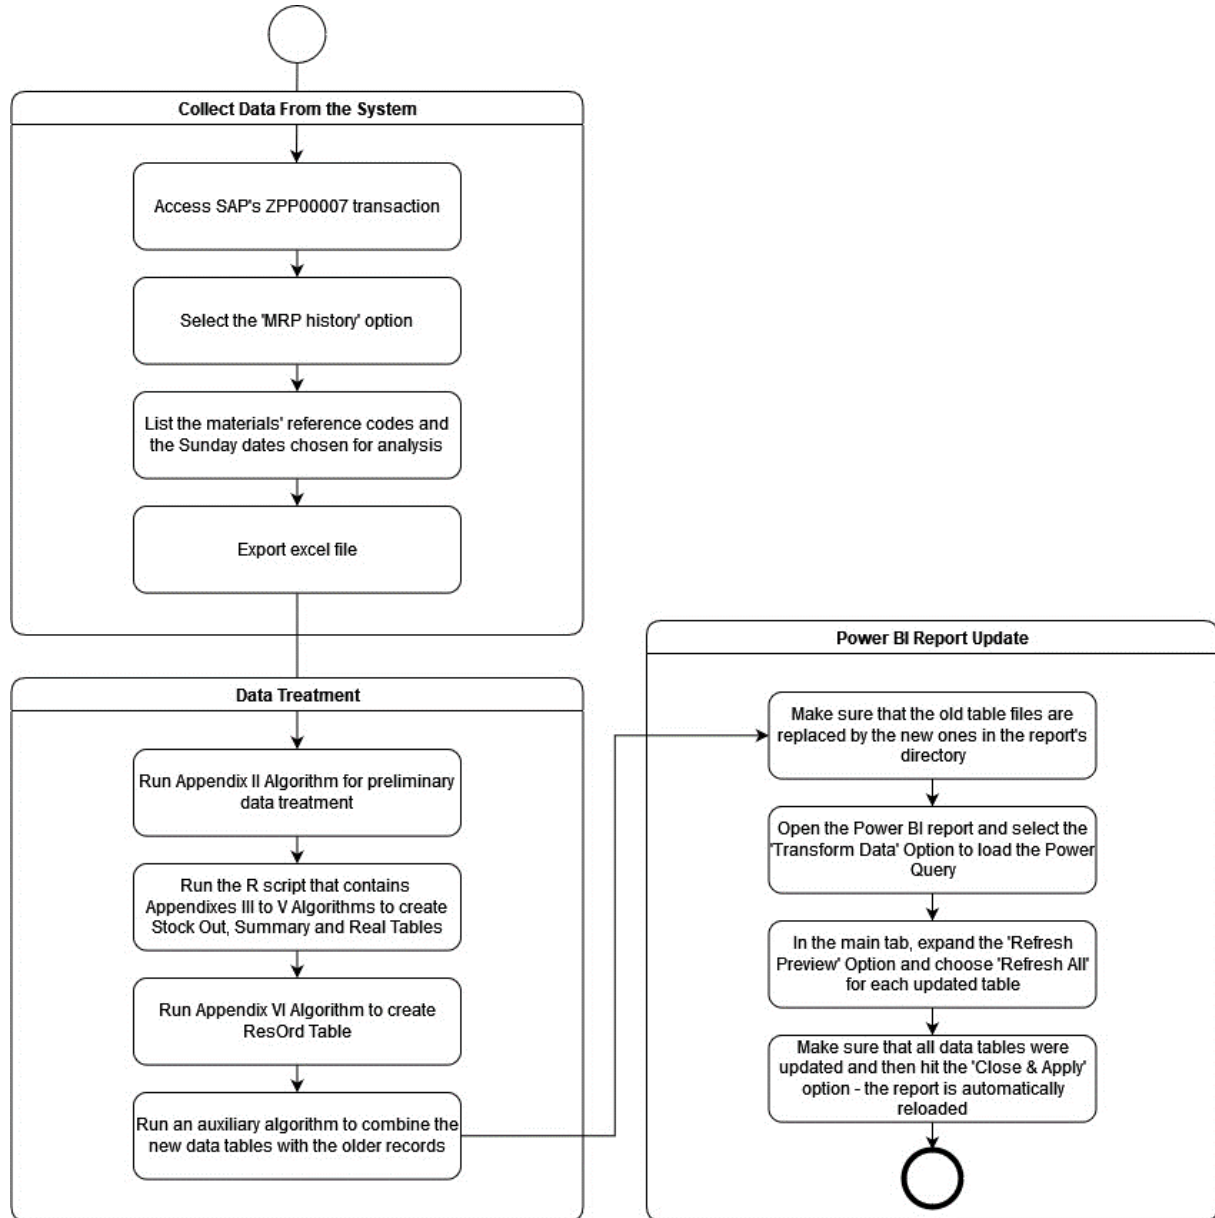 Collect Data From the System
Access SAP's ZPP00007 transaction
Select the 'MRP history' option
List the materials' reference codes and
the Sunday dates chosen for analysis
Export excel file
Data Treatment
Run Appendix II Algorithm for preliminary
data treatment
Run the R script that contains
Appendixes III to V Algorithms to create
Stock Out, Summary and Real Tables
Run Appendix VI Algorithm to create
ResOrd Table
Run an auxiliary algorithm to combine the
new data tables with the older records
Power BI Report Update
Make sure that the old table files are
replaced by the new ones in the report's
directory
Open the Power BI report and select the
'Transform Data' Option to load the Power
Query
In the main tab, expand the 'Refresh
Preview' Option and choose 'Refresh All'
for each updated table
Make sure that all data tables were
updated and then hit the 'Close & Apply'
option - the report is automatically
reloaded